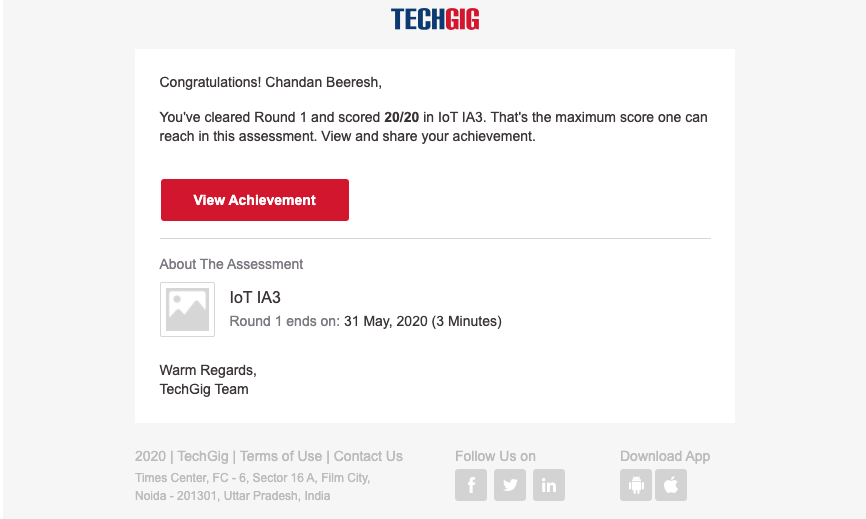 TECHGIG
Congratulations! Chandan Beeresh,
You've cleared Round 1 and scored 20/20 in IoT IA3. That's the maximum score one can
reach in this assessment. View and share your achievement.
View Achievement
About The Assessment
IoT IA3
Round 1 ends on: 31 May, 2020 (3 Minutes)
Warm Regards,
TechGig Team
2020 | TechGig | Terms of Use | Contact Us
Times Center, FC - 6, Sector 16 A, Film City,
Noida - 201301, Uttar Pradesh, India
Follow Us on
f
in
Download App